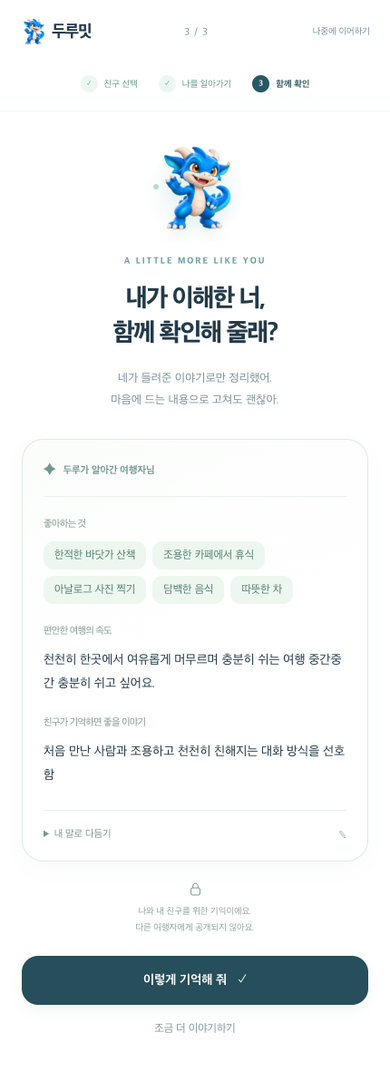 두루밋
3 / 3
나중에 이어하기
✓ 친구 선택
✓ 나를 알아가기
3 함께 확인
A LITTLE MORE LIKE YOU
내가 이해한 너,
함께 확인해 줄래?
네가 들려준 이야기로만 정리했어.
마음에 드는 내용으로 고쳐도 괜찮아.
두루가 알아간 여행자님
좋아하는 것
한적한 바닷가 산책
조용한 카페에서 휴식
아날로그 사진 찍기
담백한 음식
따뜻한 차
편안한 여행의 속도
천천히 한곳에서 여유롭게 머무르며 충분히 쉬는 여행 중간중
간 충분히 쉬고 싶어요.
친구가 기억하면 좋을 이야기
처음 만난 사람과 조용하고 천천히 친해지는 대화 방식을 선호
함
▶ 내 말로 다듬기
나와 내 친구를 위한 기억이에요.
다른 여행자에게 공개되지 않아요.
이렇게 기억해 줘 ✓
조금 더 이야기하기